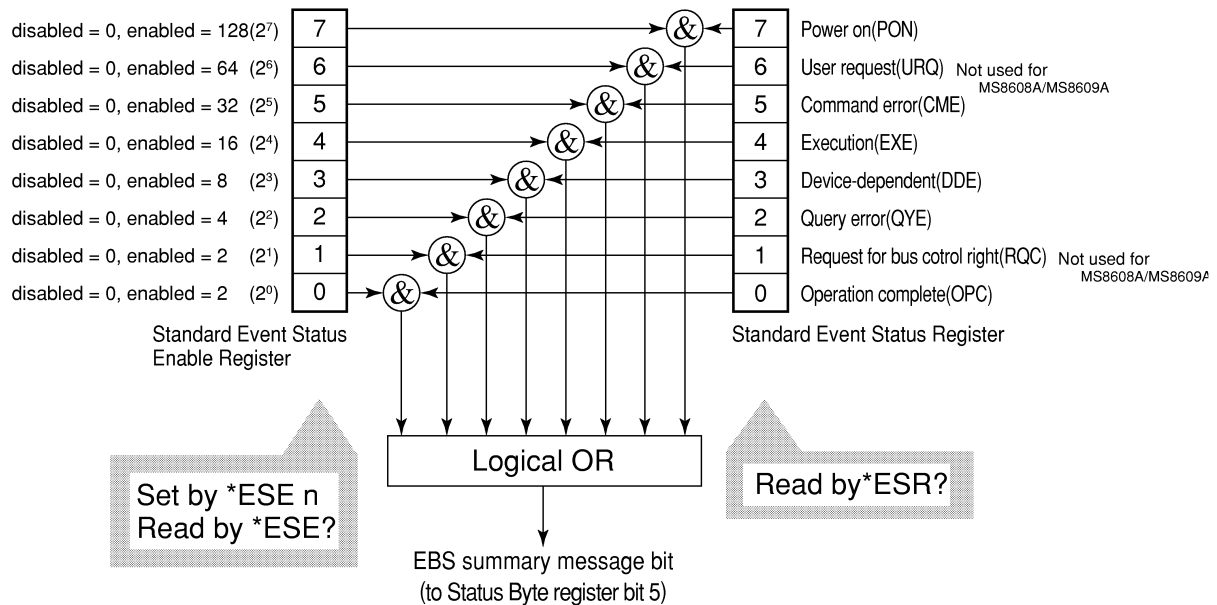 disabled = 0, enabled = 128(2⁷) 7 & 7 Power on(PON)
disabled = 0, enabled = 64 (2⁶) 6 & 6 User request(URQ) Not used for
MS8608A/MS8609A
disabled = 0, enabled = 32 (2⁵) 5 & 5 Command error(CME)
disabled = 0, enabled = 16 (2⁴) 4 & 4 Execution(EXE)
disabled = 0, enabled = 8 (2³) 3 & 3 Device-dependent(DDE)
disabled = 0, enabled = 4 (2²) 2 & 2 Query error(QYE)
disabled = 0, enabled = 2 (2¹) 1 & 1 Request for bus cotrol right(RQC) Not used for
MS8608A/MS8609A
disabled = 0, enabled = 2 (2⁰) 0 & 0 Operation complete(OPC)
Standard Event Status
Enable Register
Standard Event Status Register
Set by *ESE n
Read by *ESE?
Logical OR
Read by*ESR?
EBS summary message bit
(to Status Byte register bit 5)